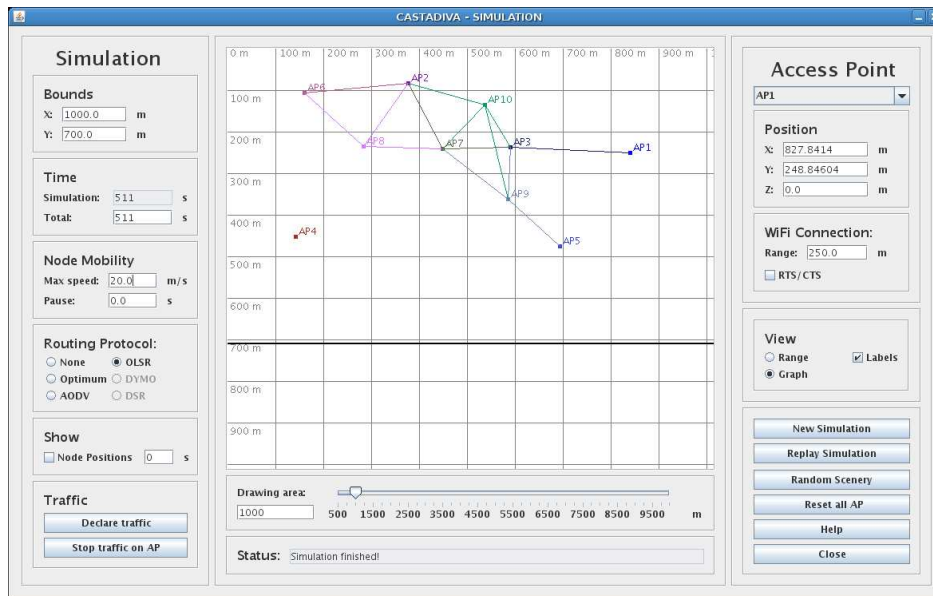 CASTADIVA - SIMULATION
Simulation
Bounds
X: 1000.0 m
Y: 700.0 m
Time
Simulation: 511 s
Total: 511 s
Node Mobility
Max speed: 20.0 m/s
Pause: 0.0 s
Routing Protocol:
None OLSR
Optimum DYMO
AODV DSR
Show
Node Positions 0 s
Traffic
Declare traffic
Stop traffic on AP
0 m 100 m 200 m 300 m 400 m 500 m 600 m 700 m 800 m 900 m 1
100 m
200 m
300 m
400 m
500 m
600 m
700 m
800 m
900 m
AP6
AP2
AP10
AP8
AP7
AP3
AP1
AP9
AP4
AP5
Drawing area:
1000
500 1500 2500 3500 4500 5500 6500 7500 8500 9500 m
Status: Simulation finished!
Access Point
AP1
Position
X: 827.8414 m
Y: 248.84604 m
Z: 0.0 m
WiFi Connection:
Range: 250.0 m
RTS/CTS
View
Range Labels
Graph
New Simulation
Replay Simulation
Random Scenery
Reset all AP
Help
Close